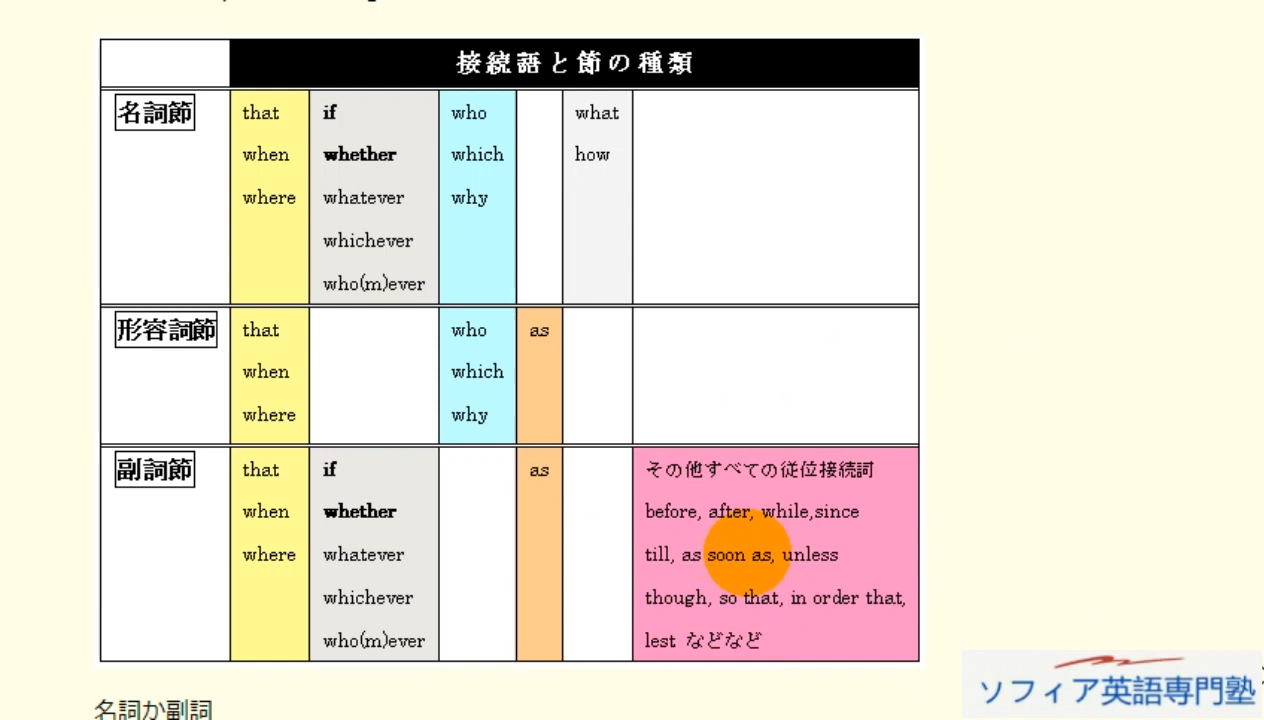 接続語と節の種類
名詞節 that if who what
when whether which how
where whatever why
whichever
who(m)ever
形容詞節 that who as
when which
where why
副詞節 that if as その他すべての従位接続詞
when whether before, after, while,since
where whatever till, as soon as, unless
whichever though, so that, in order that,
who(m)ever lest などなど
ソフィア英語専門塾
名詞か副詞